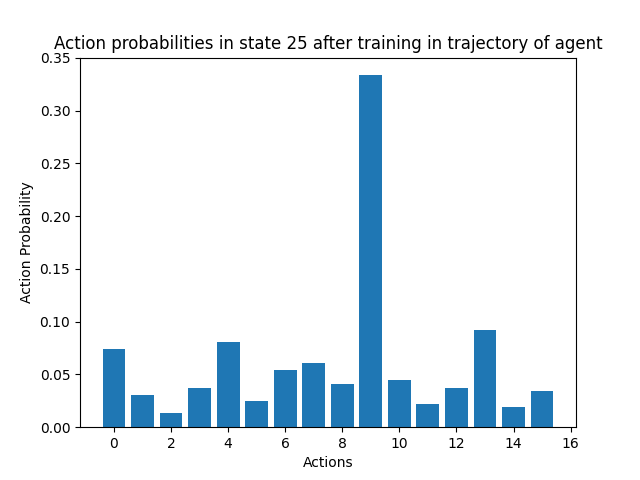 Action probabilities in state 25 after training in trajectory of agent
0.35
0.30
0.25
0.20
0.15
0.10
0.05
0.00
Action Probability
0 2 4 6 8 10 12 14 16
Actions